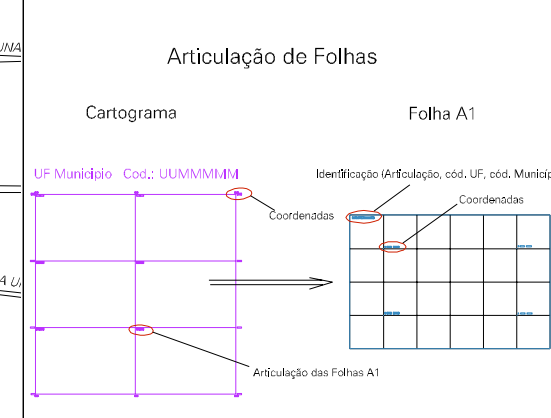 Articulação de Folhas
Cartograma
Folha A1
UF Municipio Cod.: UUMMMMM
Identificação (Articulação, cód. UF, cód.
Coordenadas
Coordenadas
Articulação das Folhas A1